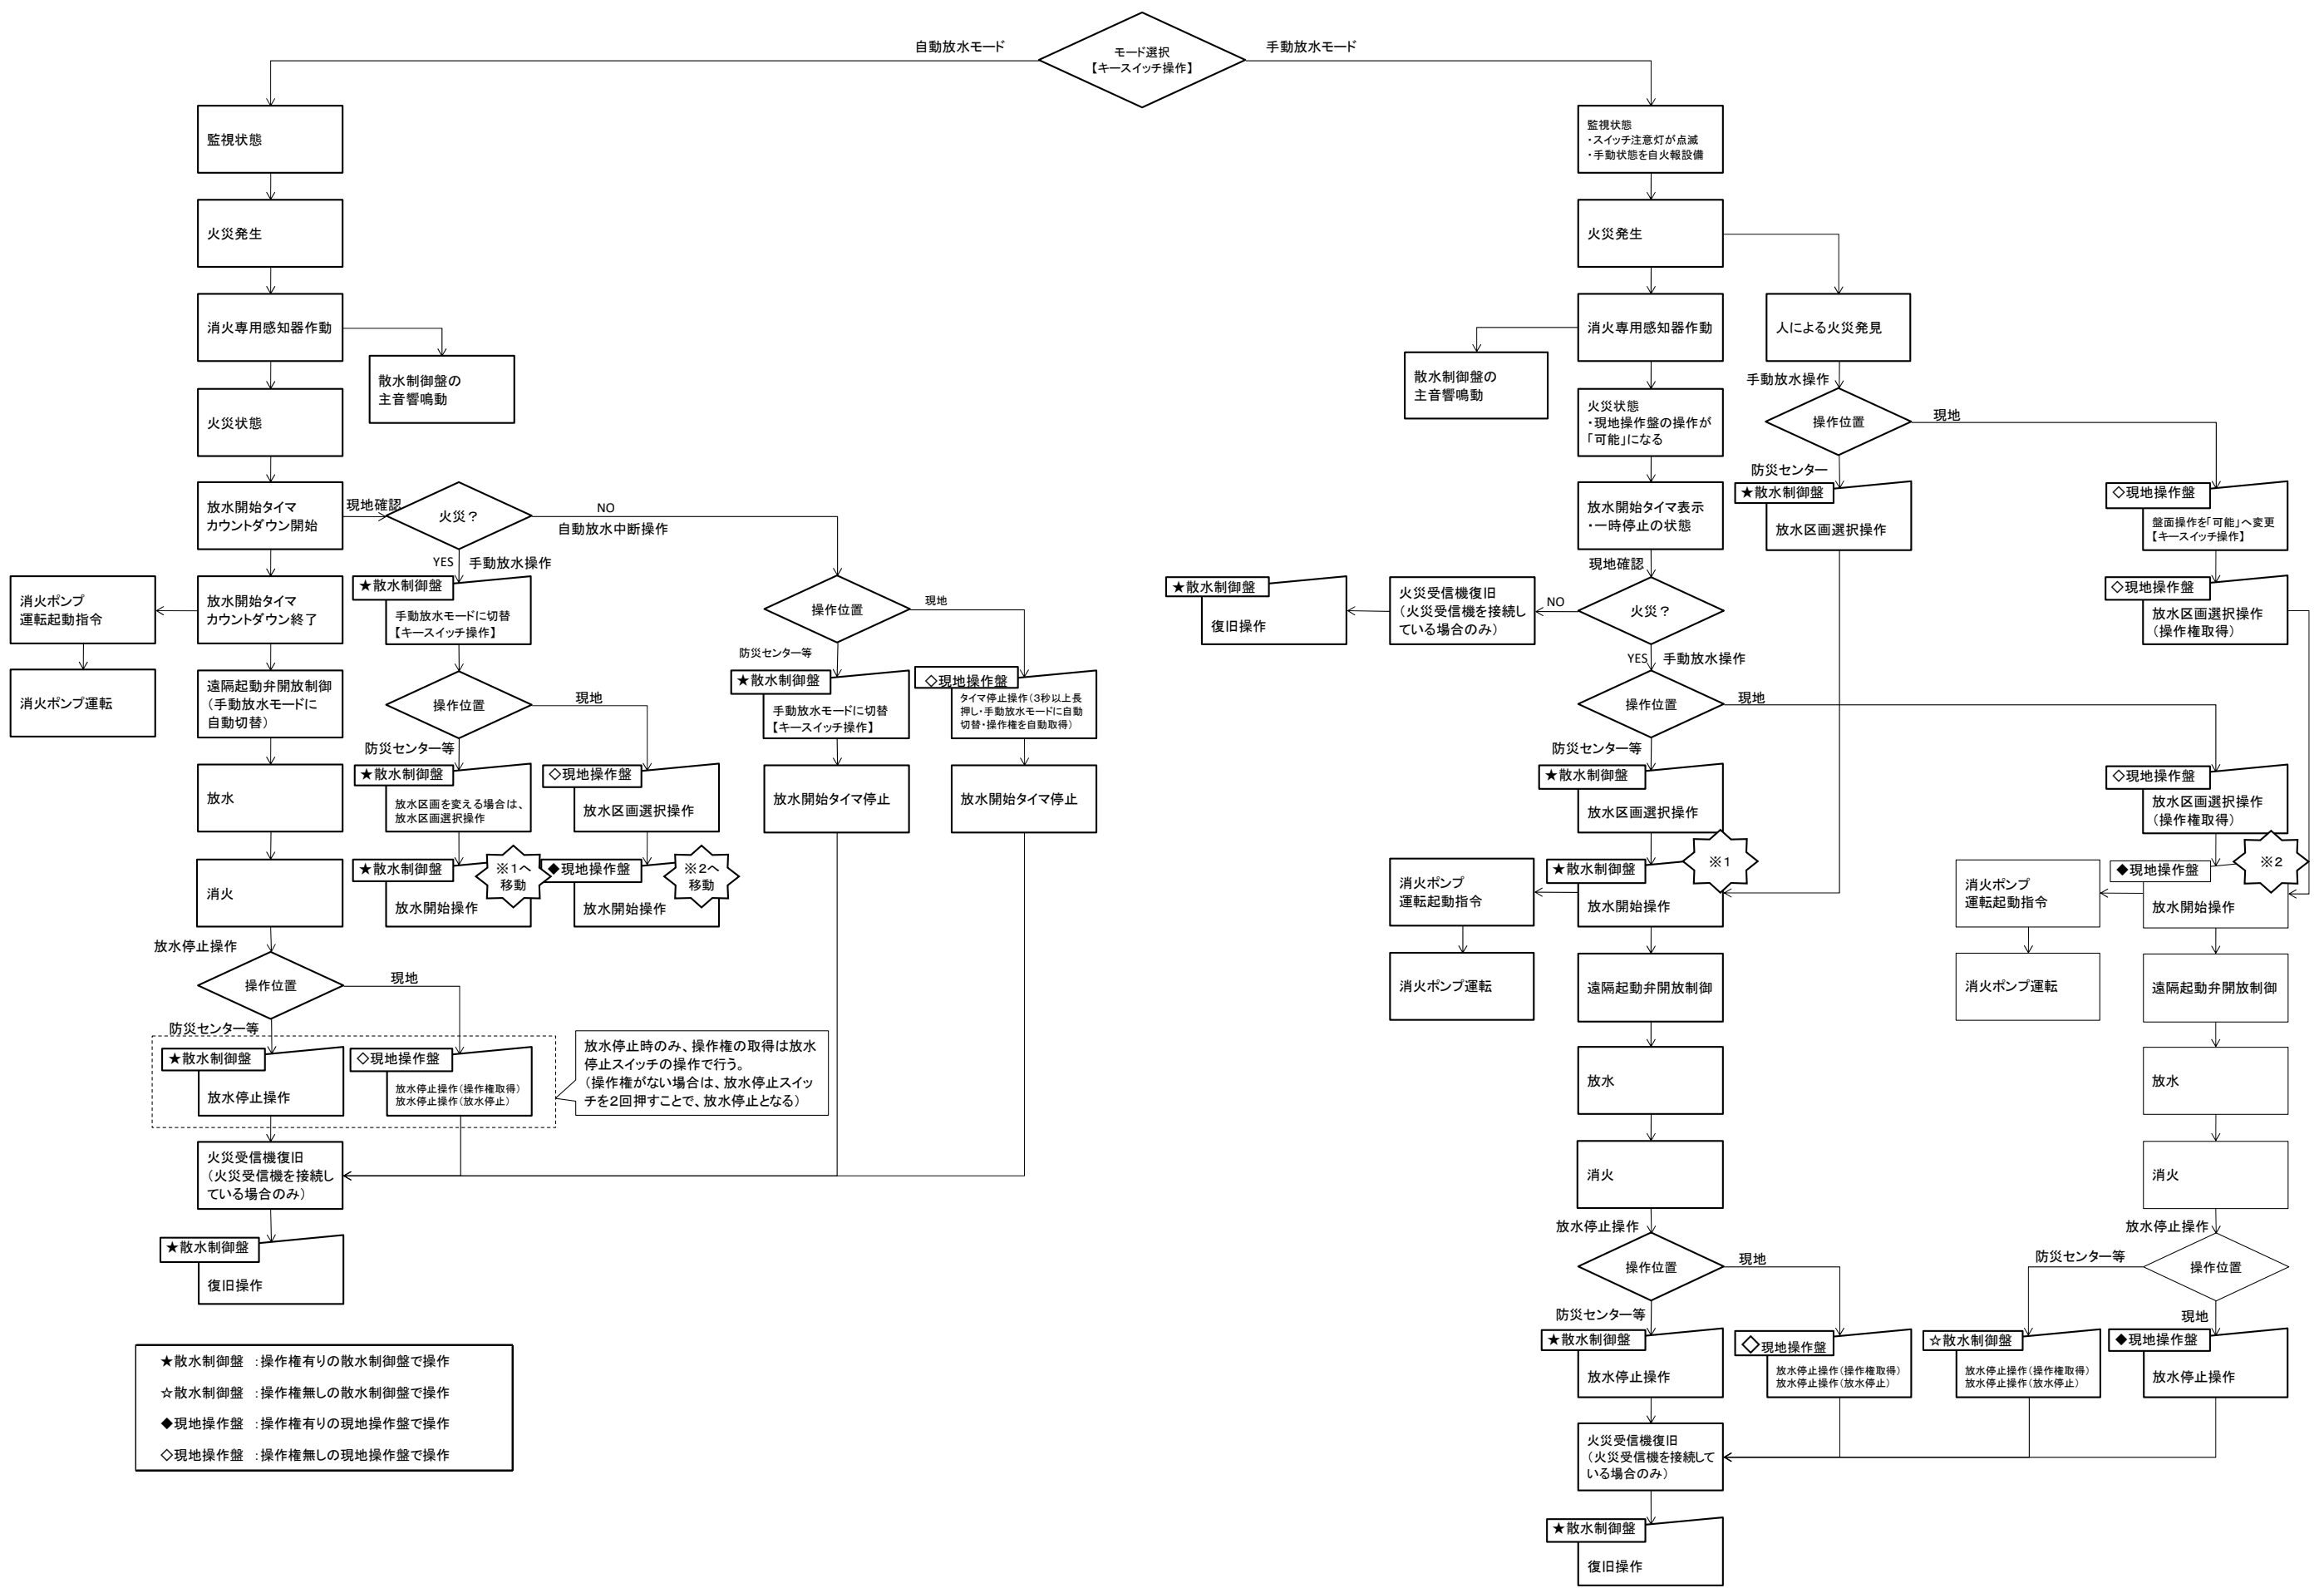 モード選択
【キースイッチ操作】
自動放水モード
手動放水モード
監視状態
火災発生
消火専用感知器作動
散水制御盤の
主音響鳴動
火災状態
放水開始タイマ
カウントダウン開始
現地確認
火災？
NO
自動放水中断操作
YES
手動放水操作
放水開始タイマ
カウントダウン終了
消火ポンプ
運転起動指令
消火ポンプ運転
★散水制御盤
手動放水モードに切替
【キースイッチ操作】
操作位置
現地
防災センター等
遠隔起動弁開放制御
（手動放水モードに
自動切替）
操作位置
現地
防災センター等
★散水制御盤
手動放水モードに切替
【キースイッチ操作】
◇現地操作盤
タイマ停止操作（3秒以上長
押し・手動放水モードに自動
切替・操作権を自動取得）
放水
★散水制御盤
放水区画を変える場合は、
放水区画選択操作
◇現地操作盤
放水区画選択操作
放水開始タイマ停止
放水開始タイマ停止
消火
★散水制御盤
放水開始操作
※1へ
移動
◆現地操作盤
放水開始操作
※2へ
移動
放水停止操作
操作位置
現地
防災センター等
★散水制御盤
放水停止操作
◇現地操作盤
放水停止操作（操作権取得）
放水停止操作（放水停止）
放水停止時のみ、操作権の取得は放水
停止スイッチの操作で行う。
（操作権がない場合は、放水停止スイッ
チを2回押すことで、放水停止となる）
火災受信機復旧
（火災受信機を接続し
ている場合のみ）
★散水制御盤
復旧操作
★散水制御盤　：操作権有りの散水制御盤で操作
☆散水制御盤　：操作権無しの散水制御盤で操作
◆現地操作盤　：操作権有りの現地操作盤で操作
◇現地操作盤　：操作権無しの現地操作盤で操作
監視状態
・スイッチ注意灯が点滅
・手動状態を自火報設備
火災発生
消火専用感知器作動
人による火災発見
散水制御盤の
主音響鳴動
手動放水操作
火災状態
・現地操作盤の操作が
「可能」になる
操作位置
現地
防災センター
★散水制御盤
放水区画選択操作
◇現地操作盤
盤面操作を「可能」へ変更
【キースイッチ操作】
放水開始タイマ表示
・一時停止の状態
現地確認
火災？
NO
火災受信機復旧
（火災受信機を接続し
ている場合のみ）
★散水制御盤
復旧操作
◇現地操作盤
放水区画選択操作
（操作権取得）
YES
手動放水操作
操作位置
現地
防災センター等
★散水制御盤
放水区画選択操作
◇現地操作盤
放水区画選択操作
（操作権取得）
★散水制御盤
放水開始操作
※1
消火ポンプ
運転起動指令
消火ポンプ運転
◆現地操作盤
放水開始操作
※2
消火ポンプ
運転起動指令
消火ポンプ運転
遠隔起動弁開放制御
遠隔起動弁開放制御
放水
放水
消火
消火
放水停止操作
操作位置
現地
防災センター等
放水停止操作
操作位置
防災センター等
現地
★散水制御盤
放水停止操作
◇現地操作盤
放水停止操作（操作権取得）
放水停止操作（放水停止）
☆散水制御盤
放水停止操作（操作権取得）
放水停止操作（放水停止）
◆現地操作盤
放水停止操作
火災受信機復旧
（火災受信機を接続して
いる場合のみ）
★散水制御盤
復旧操作